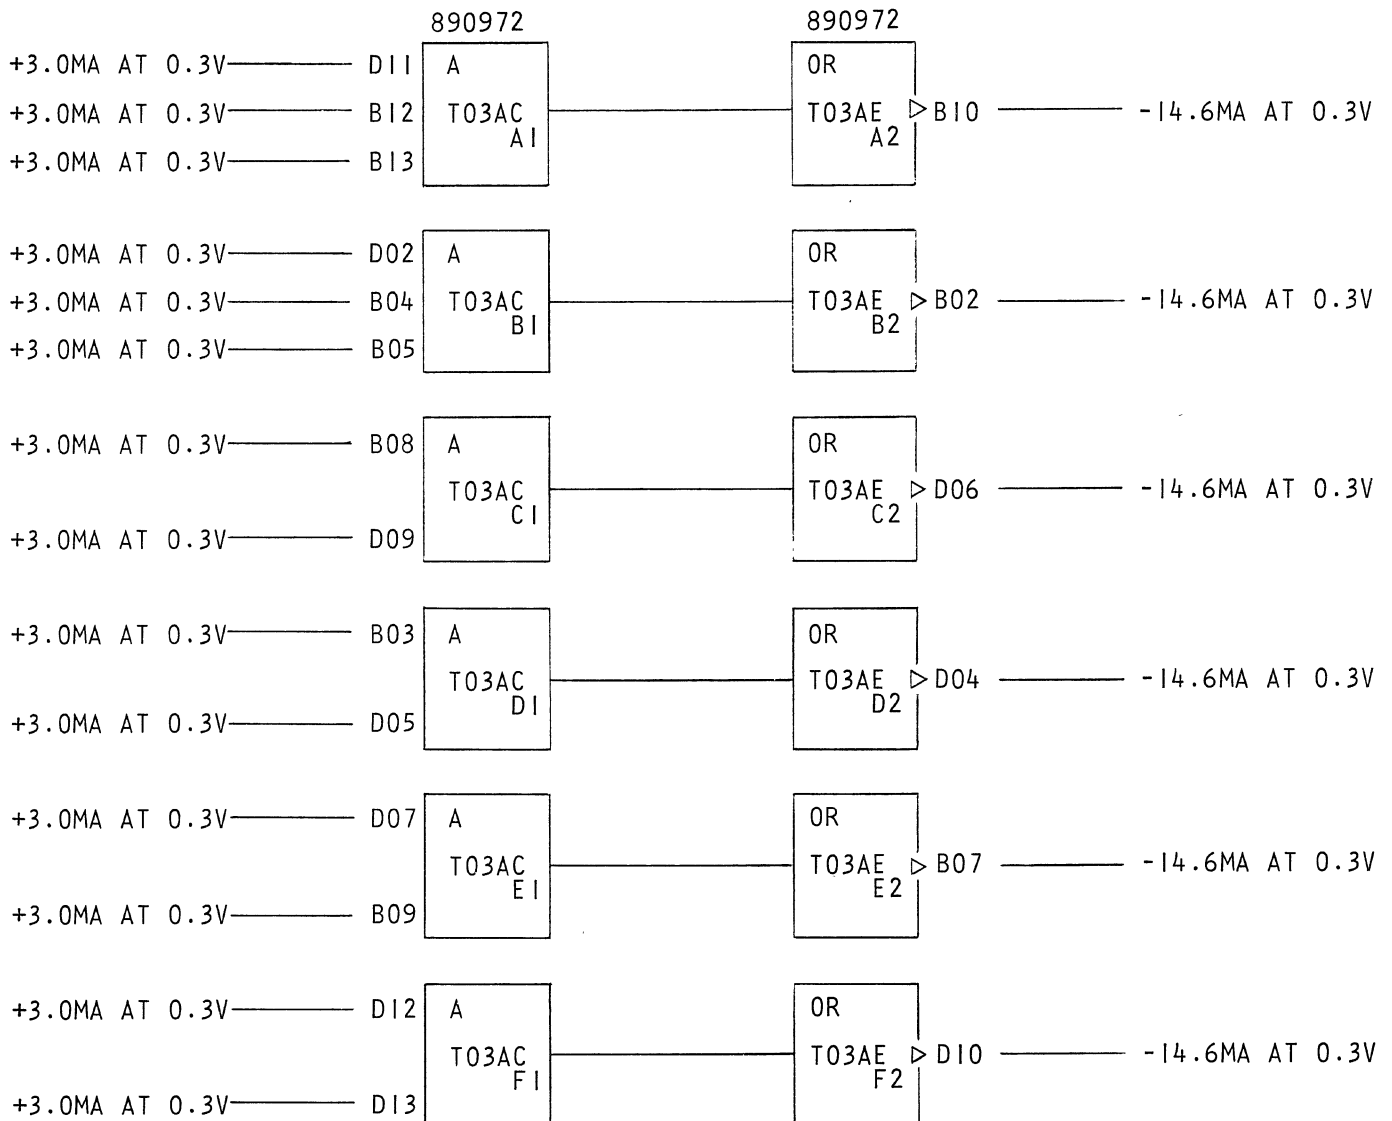 890972 890972
+3.0MA AT 0.3V D11 A OR
+3.0MA AT 0.3V B12 T03AC T03AE B10 -14.6MA AT 0.3V
A1 A2
+3.0MA AT 0.3V B13
+3.0MA AT 0.3V D02 A OR
+3.0MA AT 0.3V B04 T03AC T03AE B02 -14.6MA AT 0.3V
B1 B2
+3.0MA AT 0.3V B05
+3.0MA AT 0.3V B08 A OR
T03AC T03AE D06 -14.6MA AT 0.3V
C1 C2
+3.0MA AT 0.3V D09
+3.0MA AT 0.3V B03 A OR
T03AC T03AE D04 -14.6MA AT 0.3V
D1 D2
+3.0MA AT 0.3V D05
+3.0MA AT 0.3V D07 A OR
T03AC T03AE B07 -14.6MA AT 0.3V
E1 E2
+3.0MA AT 0.3V B09
+3.0MA AT 0.3V D12 A OR
T03AC T03AE D10 -14.6MA AT 0.3V
F1 F2
+3.0MA AT 0.3V D13